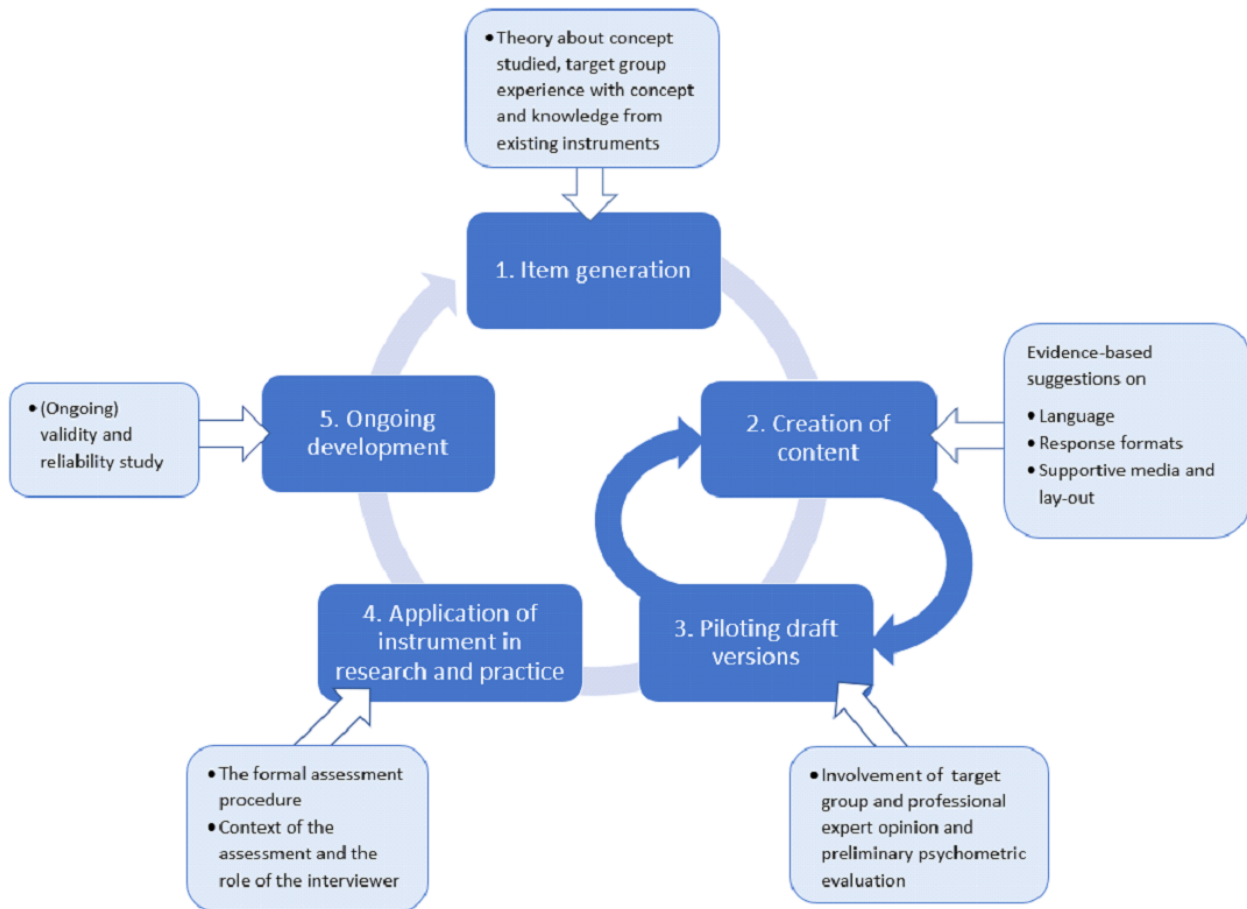 • Theory about concept
studied, target group
experience with concept
and knowledge from
existing instruments
1. Item generation
Evidence-based
suggestions on
• Language
• Response formats
• Supportive media and
lay-out
2. Creation of
content
• Involvement of target
group and professional
expert opinion and
preliminary psychometric
evaluation
3. Piloting draft
versions
4. Application of
instrument in
research and practice
• The formal assessment
procedure
• Context of the
assessment and the
role of the interviewer
5. Ongoing
development
• (Ongoing)
validity and
reliability study